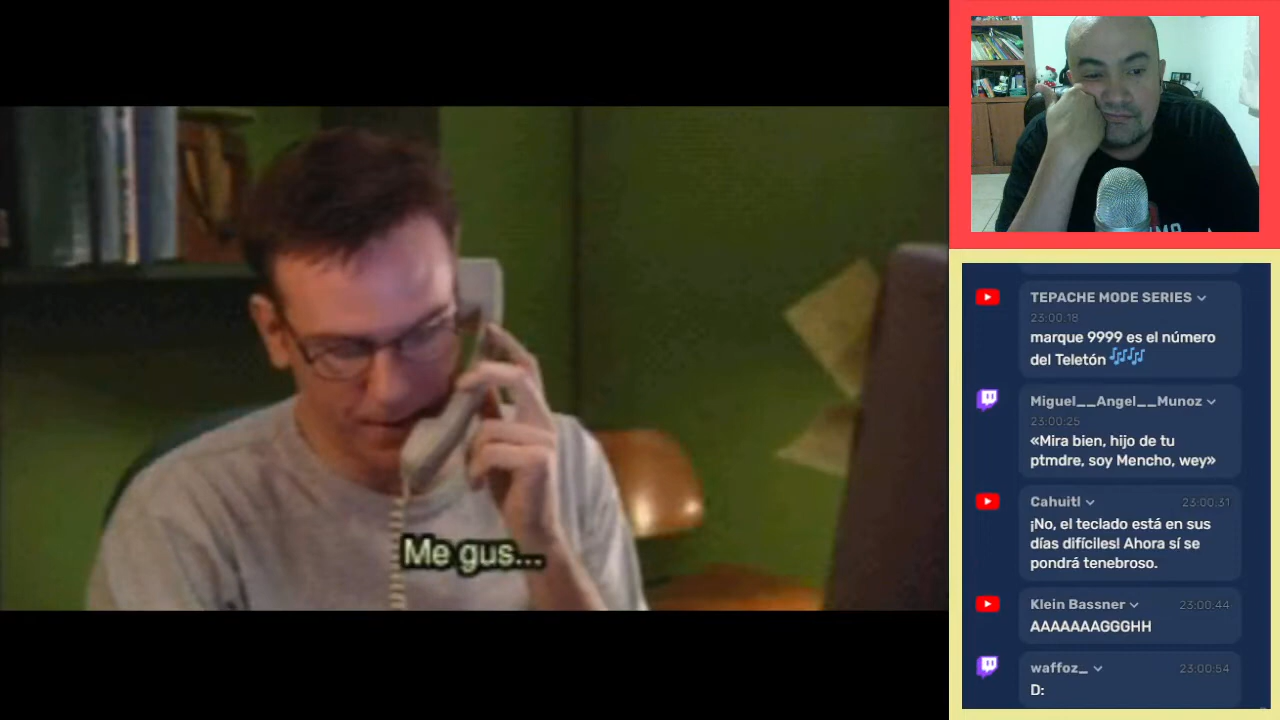 Me gus...
TEPACHE MODE SERIES
23:00:18
marque 9999 es el número
del Teletón 🎶🎶
Miguel__Angel__Munoz
23:00:25
«Mira bien, hijo de tu
ptmdre, soy Mencho, wey»
Cahuitl 23:00:31
¡No, el teclado está en sus
días difíciles! Ahora sí se
pondrá tenebroso.
Klein Bassner 23:00:44
AAAAAAAGGGHH
waffoz_ 23:00:54
D: